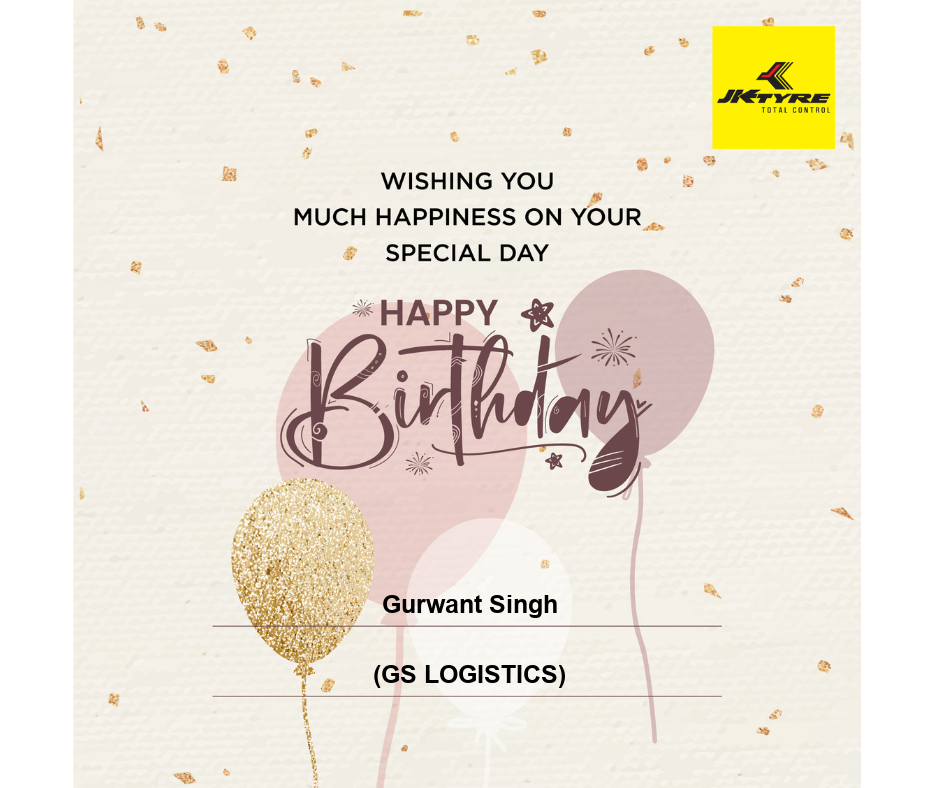 JKTYRE
TOTAL CONTROL
WISHING YOU
MUCH HAPPINESS ON YOUR
SPECIAL DAY
HAPPY
Birthday
Gurwant Singh
(GS LOGISTICS)